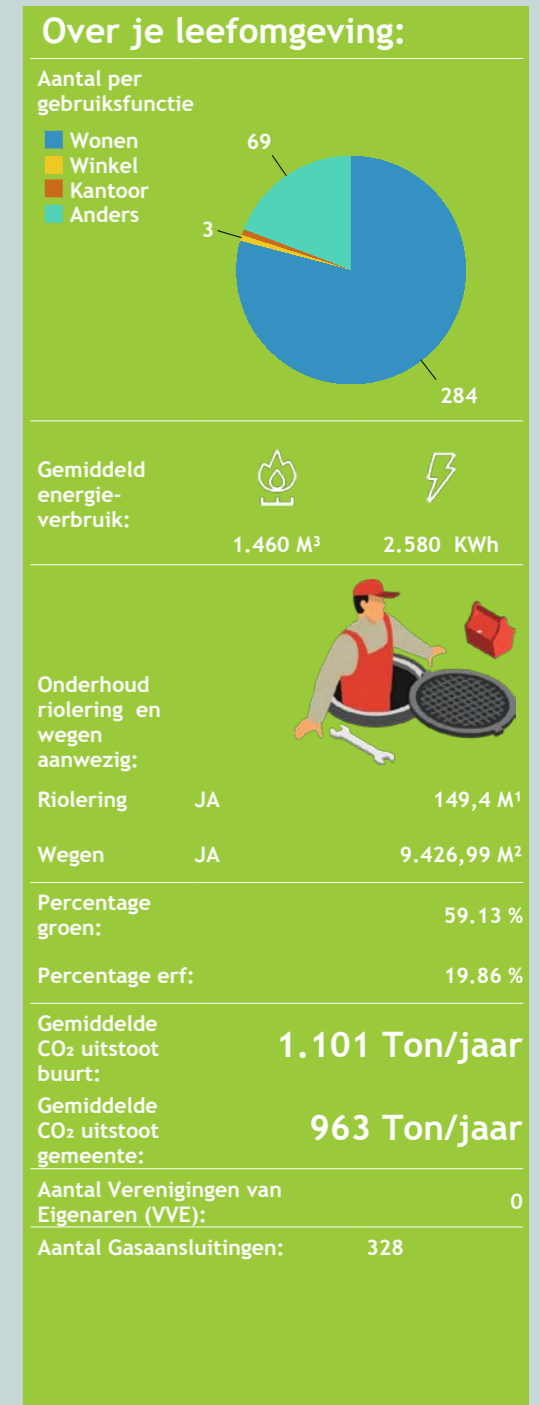 Over je leefomgeving:
Aantal per
gebruiksfunctie
Wonen
Winkel
Kantoor
Anders
69
3
284
Gemiddeld
energie-
verbruik:
1.460 M³
2.580 KWh
Onderhoud
riolering en
wegen
aanwezig:
Riolering JA 149,4 M¹
Wegen JA 9.426,99 M²
Percentage
groen:
59.13 %
Percentage erf: 19.86 %
Gemiddelde
CO₂ uitstoot
buurt:
1.101 Ton/jaar
Gemiddelde
CO₂ uitstoot
gemeente:
963 Ton/jaar
Aantal Verenigingen van
Eigenaren (VVE):
0
Aantal Gasaansluitingen: 328